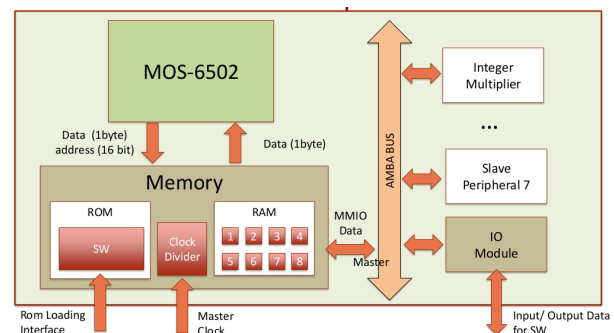 MOS-6502
Integer
Multiplier
...
Data (1byte)
address (16 bit)
Data (1byte)
AMBA BUS
Slave
Peripheral 7
Memory
ROM
SW
Clock
Divider
RAM
1 2 3 4
5 6 7 8
MMIO
Data
Master
IO
Module
Rom Loading
Interface
Master
Clock
Input/ Output Data
for SW